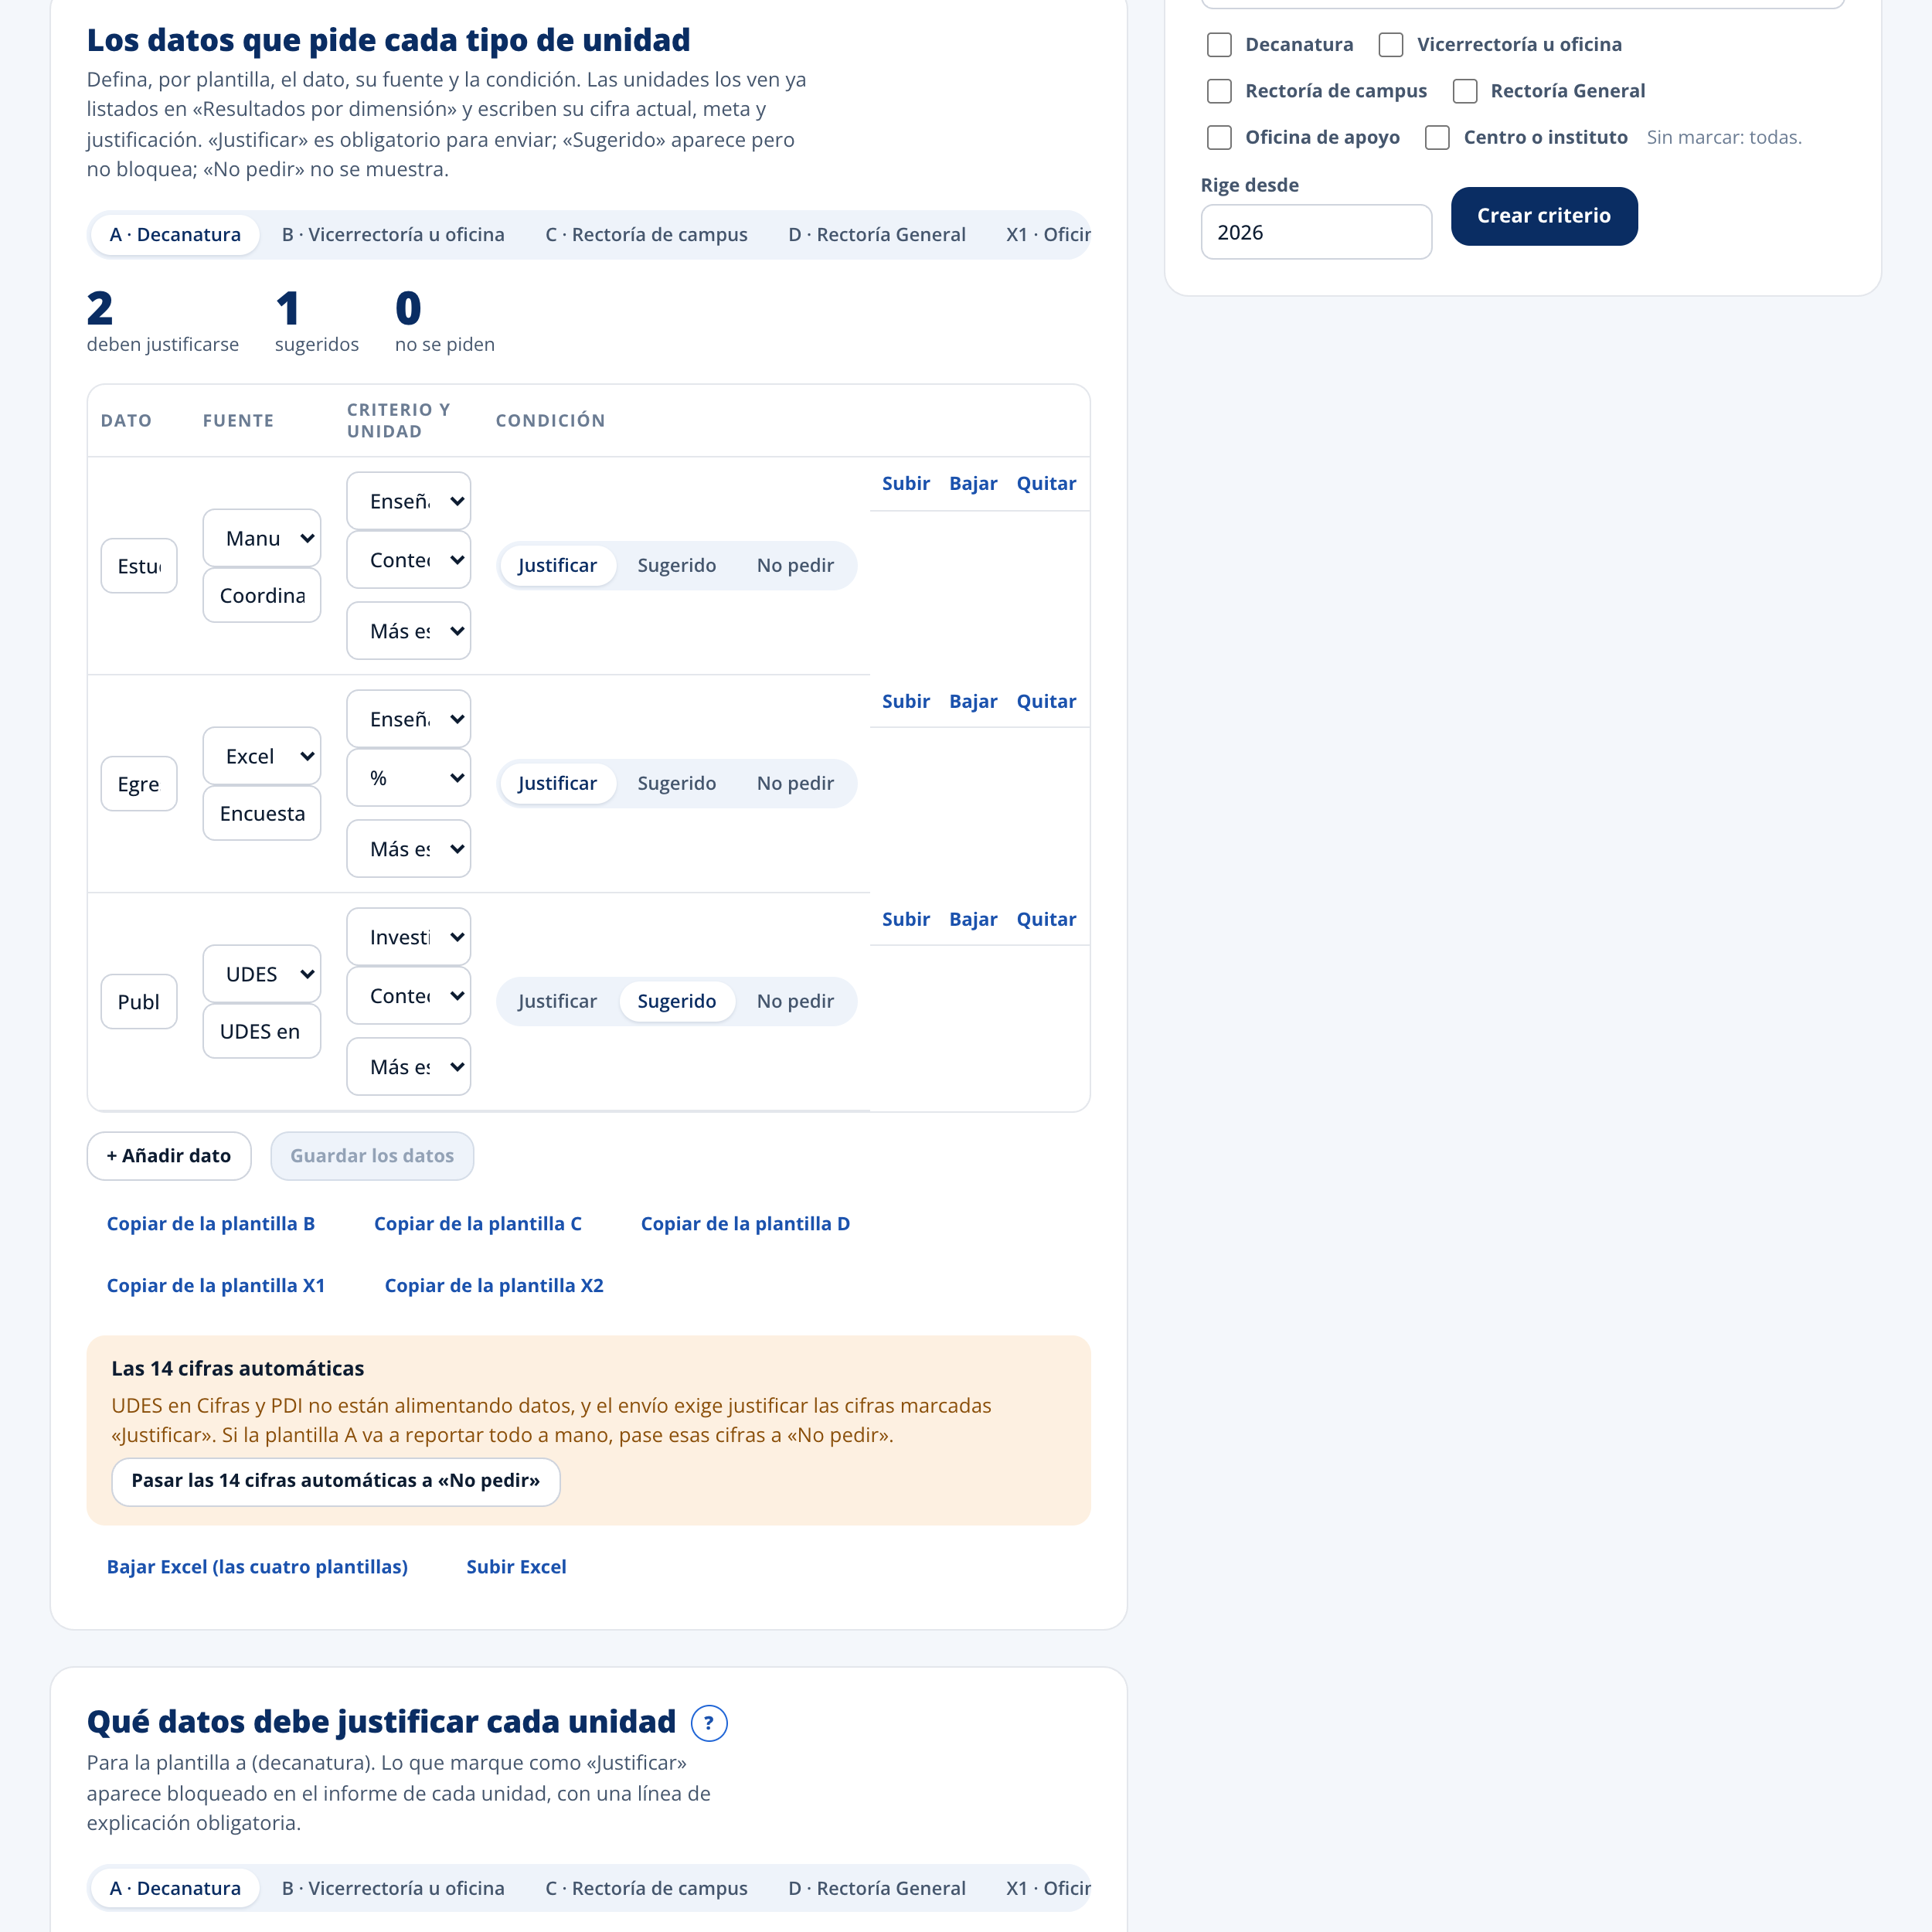 Los datos que pide cada tipo de unidad
Defina, por plantilla, el dato, su fuente y la condición. Las unidades los ven ya
listados en «Resultados por dimensión» y escriben su cifra actual, meta y
justificación. «Justificar» es obligatorio para enviar; «Sugerido» aparece pero
no bloquea; «No pedir» no se muestra.
A · Decanatura B · Vicerrectoría u oficina C · Rectoría de campus D · Rectoría General X1 · Oficir
2 1 0
deben justificarse sugeridos no se piden
DATO FUENTE CRITERIO Y UNIDAD CONDICIÓN
Subir Bajar Quitar
Enseña
Manu
Conte
Estu
Justificar Sugerido No pedir
Coordina
Más es
Subir Bajar Quitar
Enseña
Excel
%
Egre
Justificar Sugerido No pedir
Encuesta
Más es
Subir Bajar Quitar
Investi
UDES
Conte
Publ
Justificar Sugerido No pedir
UDES en
Más es
+ Añadir dato Guardar los datos
Copiar de la plantilla B Copiar de la plantilla C Copiar de la plantilla D
Copiar de la plantilla X1 Copiar de la plantilla X2
Las 14 cifras automáticas
UDES en Cifras y PDI no están alimentando datos, y el envío exige justificar las cifras marcadas
«Justificar». Si la plantilla A va a reportar todo a mano, pase esas cifras a «No pedir».
Pasar las 14 cifras automáticas a «No pedir»
Bajar Excel (las cuatro plantillas) Subir Excel
Qué datos debe justificar cada unidad ?
Para la plantilla a (decanatura). Lo que marque como «Justificar»
aparece bloqueado en el informe de cada unidad, con una línea de
explicación obligatoria.
A · Decanatura B · Vicerrectoría u oficina C · Rectoría de campus D · Rectoría General X1 · Oficir
Decanatura Vicerrectoría u oficina
Rectoría de campus Rectoría General
Oficina de apoyo Centro o instituto Sin marcar: todas.
Rige desde
2026
Crear criterio